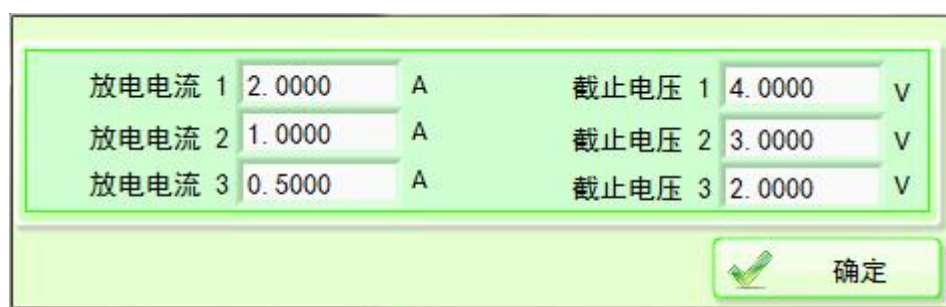 放电电流 1 2.0000 A 截止电压 1 4.0000 V
放电电流 2 1.0000 A 截止电压 2 3.0000 V
放电电流 3 0.5000 A 截止电压 3 2.0000 V
确定